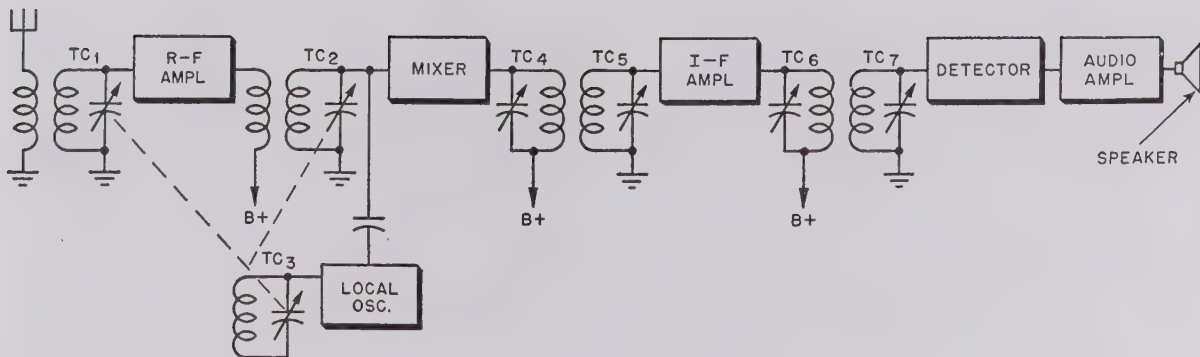 TC1
R-F
AMPL
TC2
MIXER
TC4
TC5
I-F
AMPL
TC6
TC7
DETECTOR
AUDIO
AMPL
SPEAKER
B+
B+
B+
TC3
LOCAL
OSC.